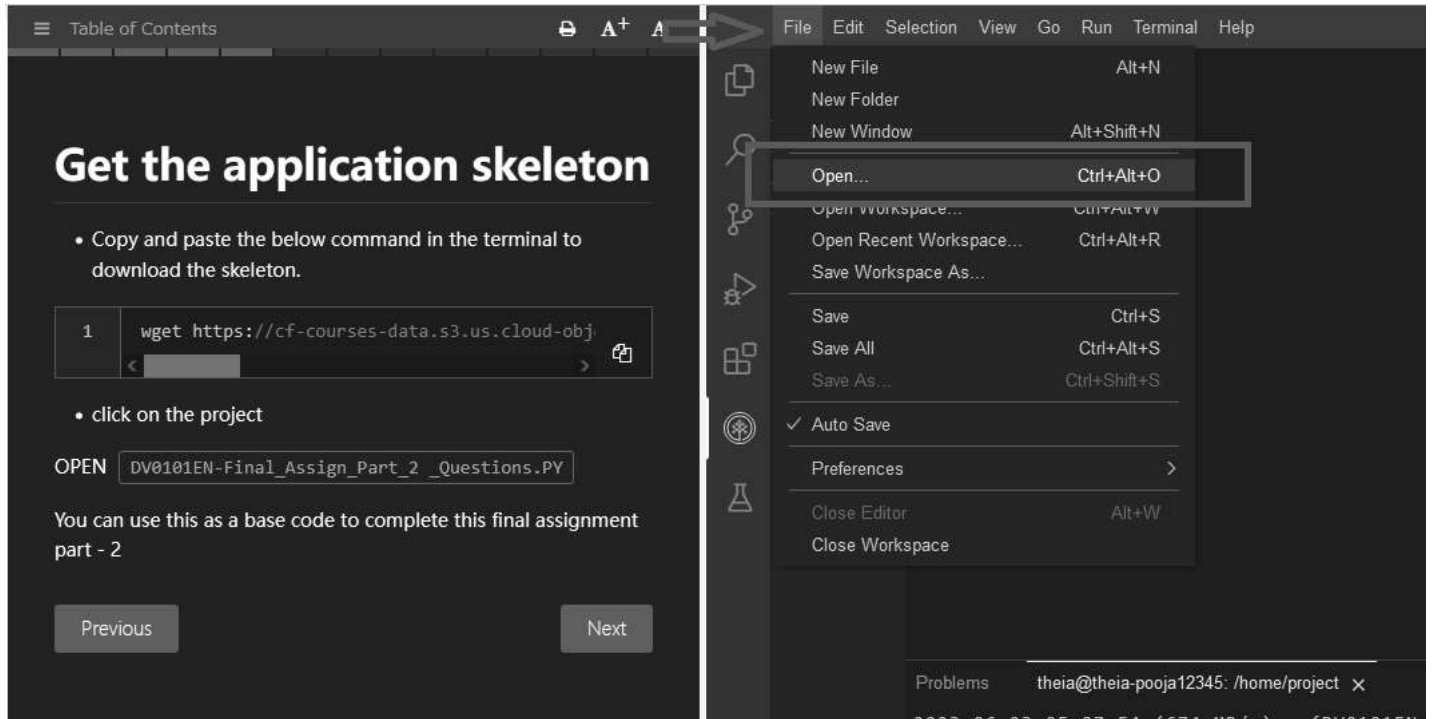 Table of Contents
A+
Get the application skeleton
• Copy and paste the below command in the terminal to
download the skeleton.
1 wget https://cf-courses-data.s3.us.cloud-obj
• click on the project
OPEN DV0101EN-Final_Assign_Part_2 _Questions.PY
You can use this as a base code to complete this final assignment
part - 2
Previous Next
File Edit Selection View Go Run Terminal Help
New File Alt+N
New Folder
New Window Alt+Shift+N
Open... Ctrl+Alt+O
Open Workspace... Ctrl+Alt+W
Open Recent Workspace... Ctrl+Alt+R
Save Workspace As...
Save Ctrl+S
Save All Ctrl+Alt+S
Save As... Ctrl+Shift+S
Auto Save
Preferences
Close Editor Alt+W
Close Workspace
Problems theia@theia-pooja12345: /home/project